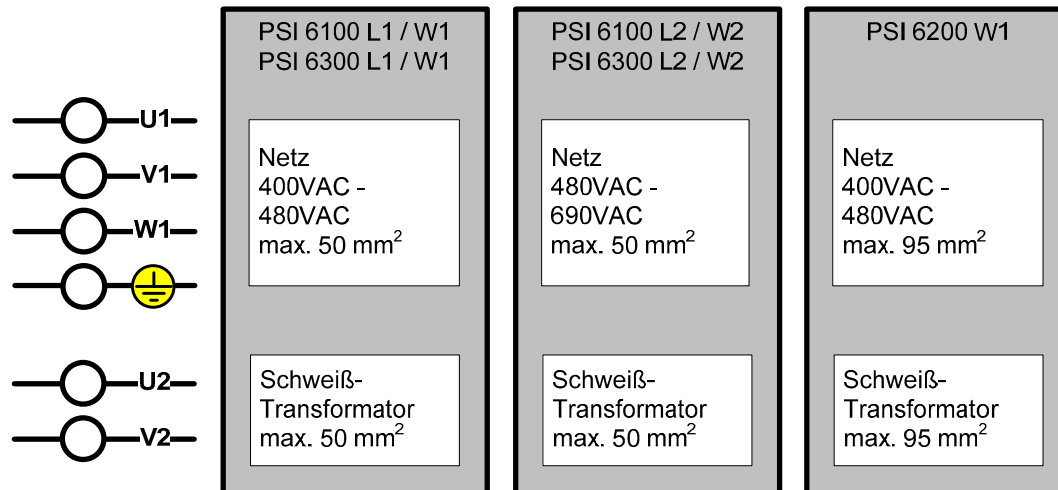 PSI 6100 L1 / W1
PSI 6300 L1 / W1
PSI 6100 L2 / W2
PSI 6300 L2 / W2
PSI 6200 W1
U1
V1
W1
U2
V2
Netz
400VAC -
480VAC
max. 50 mm²
Netz
480VAC -
690VAC
max. 50 mm²
Netz
400VAC -
480VAC
max. 95 mm²
Schweiß-
Transformator
max. 50 mm²
Schweiß-
Transformator
max. 50 mm²
Schweiß-
Transformator
max. 95 mm²